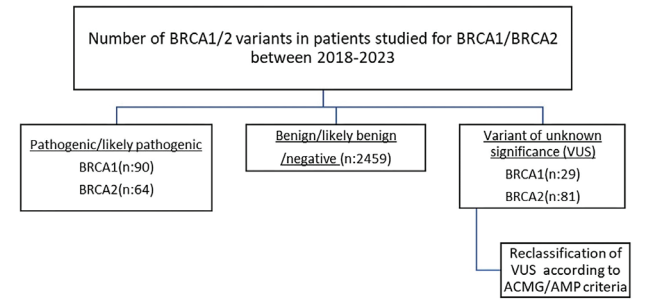 Number of BRCA1/2 variants in patients studied for BRCA1/BRCA2
between 2018-2023
Pathogenic/likely pathogenic
BRCA1(n:90)
BRCA2(n:64)
Benign/likely benign
/negative (n:2459)
Variant of unknown
significance (VUS)
BRCA1(n:29)
BRCA2(n:81)
Reclassification of
VUS according to
ACMG/AMP criteria